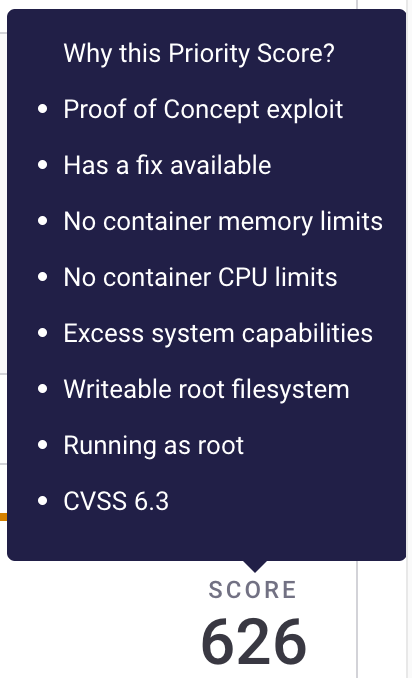 Why this Priority Score?
• Proof of Concept exploit
• Has a fix available
• No container memory limits
• No container CPU limits
• Excess system capabilities
• Writeable root filesystem
• Running as root
• CVSS 6.3
SCORE
626